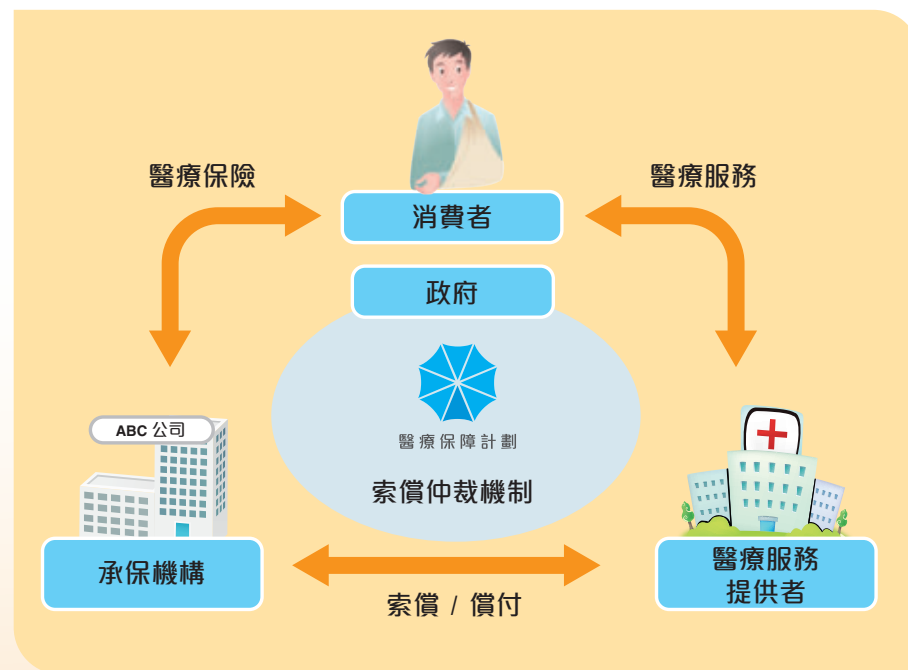 醫療保險
醫療服務
消費者
政府
醫療保障計劃
ABC 公司
索償仲裁機制
承保機構
醫療服務
提供者
索償 / 償付